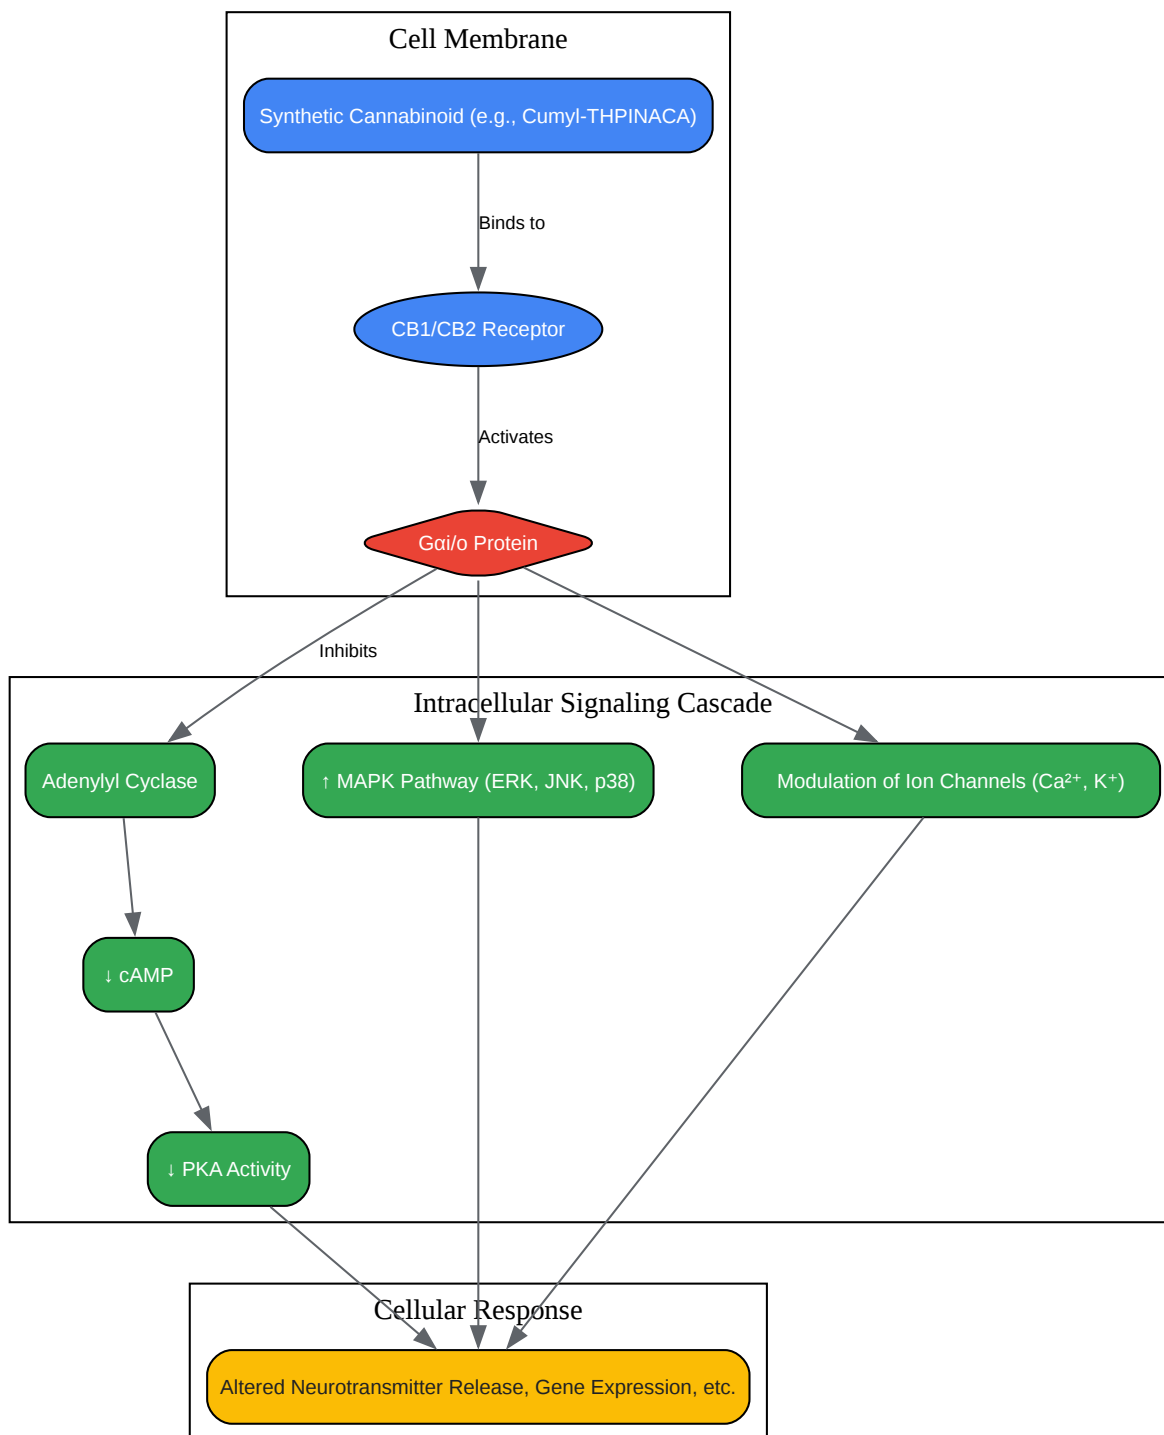 Cell Membrane
Synthetic Cannabinoid (e.g., Cumyl-THPINACA)
Binds to
CB1/CB2 Receptor
Activates
Gαi/o Protein
Inhibits
Intracellular Signaling Cascade
Adenylyl Cyclase
↑ MAPK Pathway (ERK, JNK, p38)
Modulation of Ion Channels (Ca²⁺, K⁺)
↓ cAMP
↓ PKA Activity
Cellular Response
Altered Neurotransmitter Release, Gene Expression, etc.